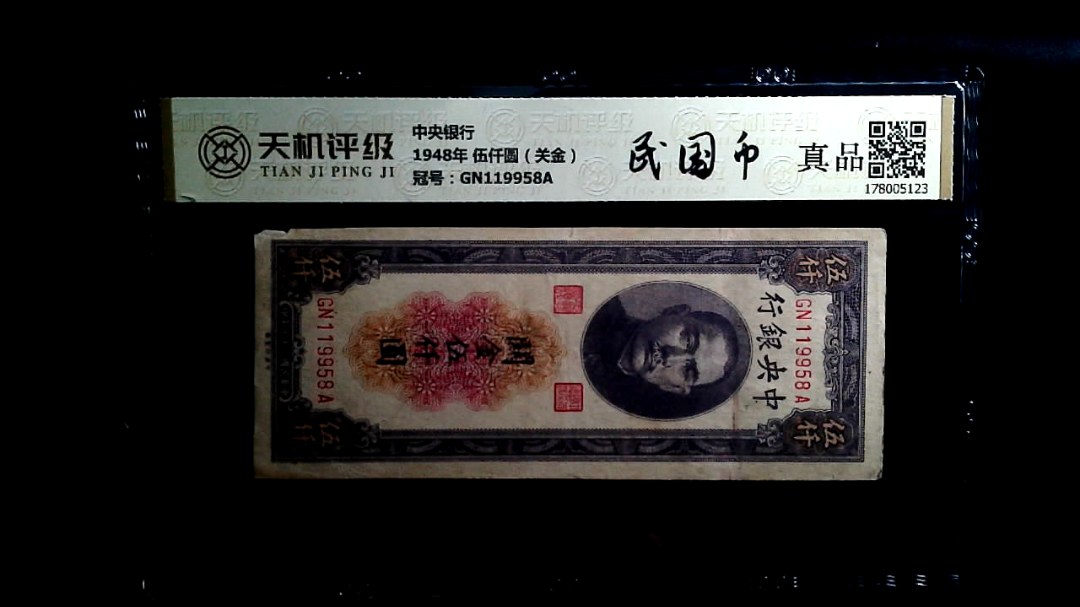 天机评级
TIAN JI PING JI
中央银行
1948年 伍仟圆（关金）
冠号：GN119958A
民国币
真品
178005123
伍仟
伍仟
中央銀行
GN119958A
關金伍仟圓
GN119958A
伍仟
伍仟